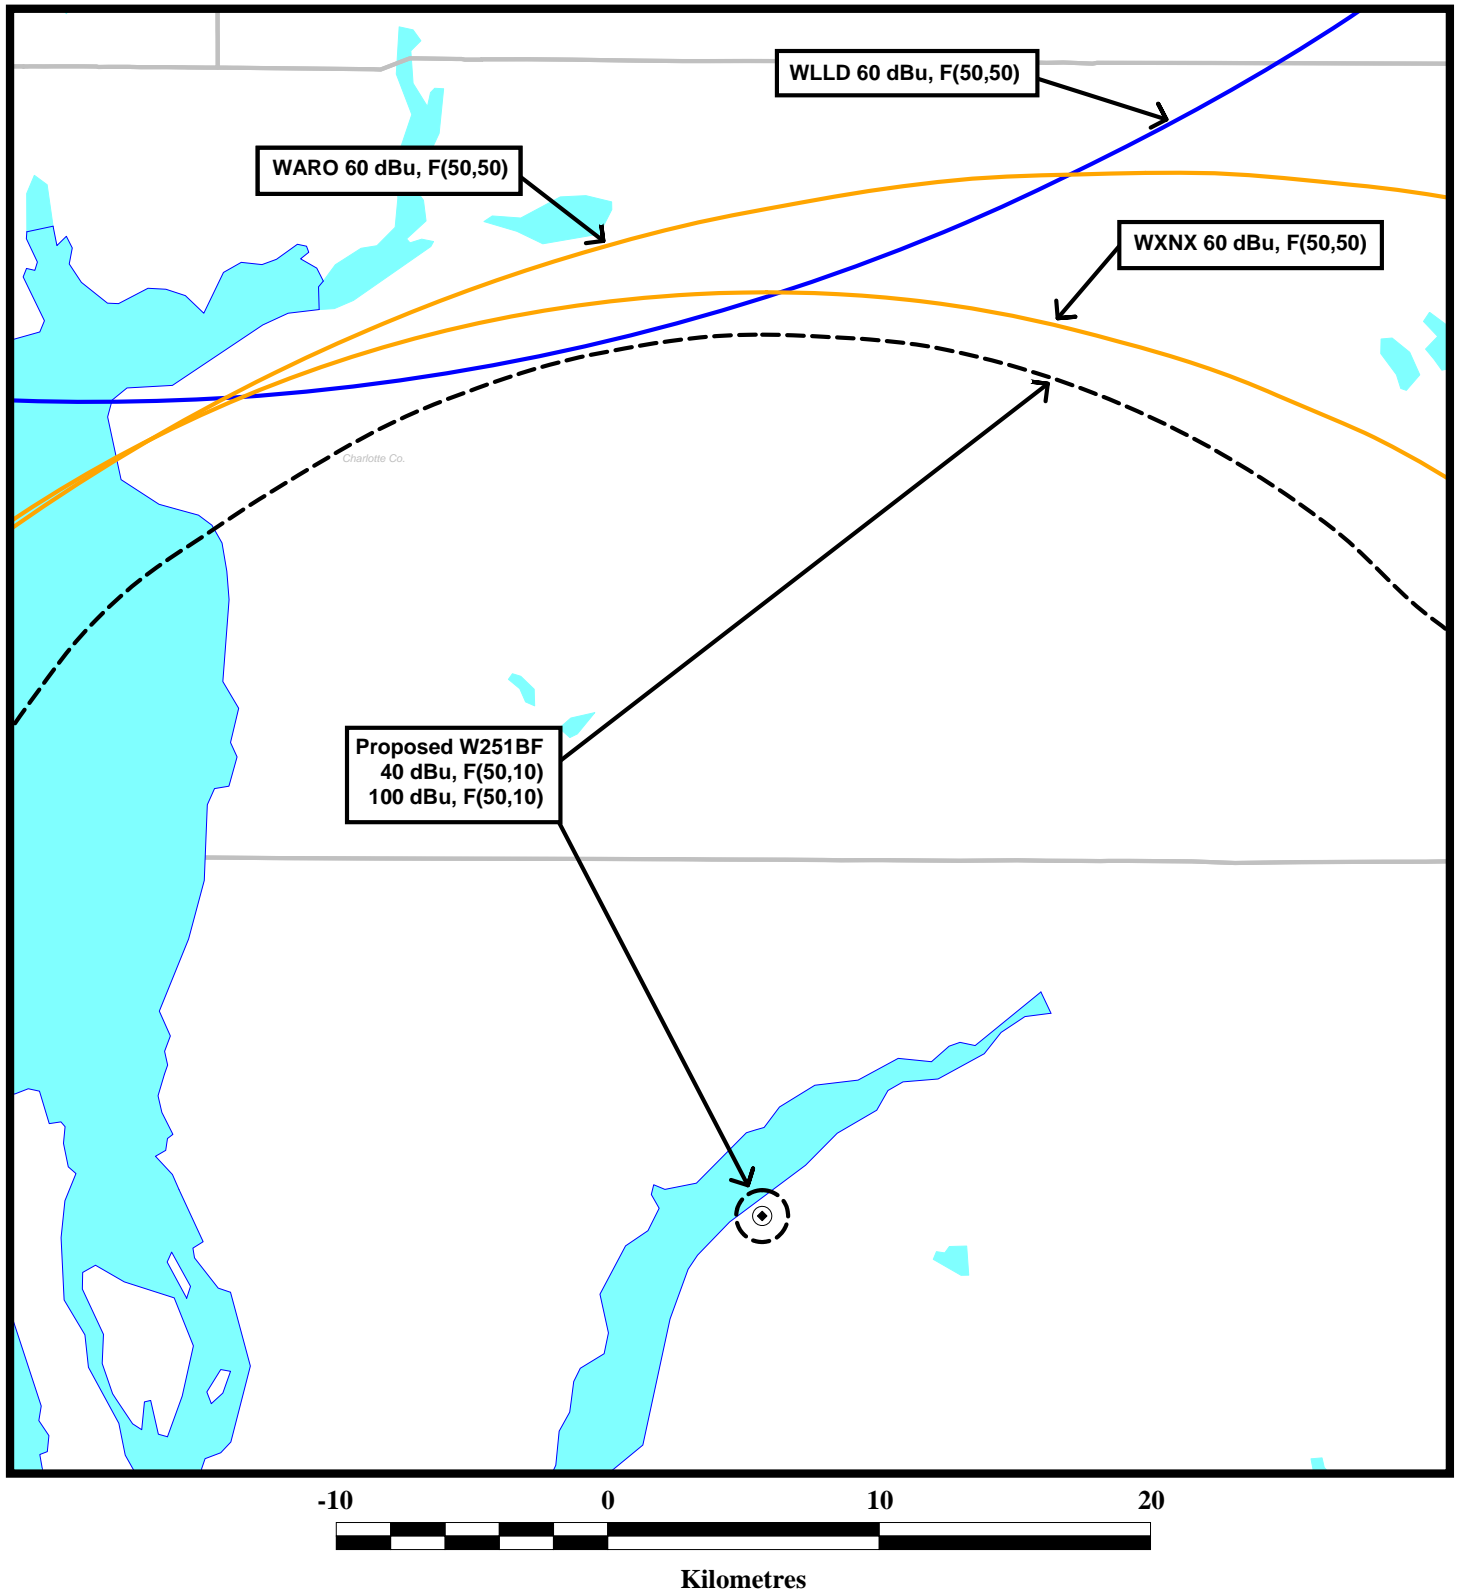 WLLD 60 dBu, F(50,50)
WARO 60 dBu, F(50,50)
WXNX 60 dBu, F(50,50)
Charlotte Co.
Proposed W251BF
40 dBu, F(50,10)
100 dBu, F(50,10)
-10 0 10 20
Kilometres